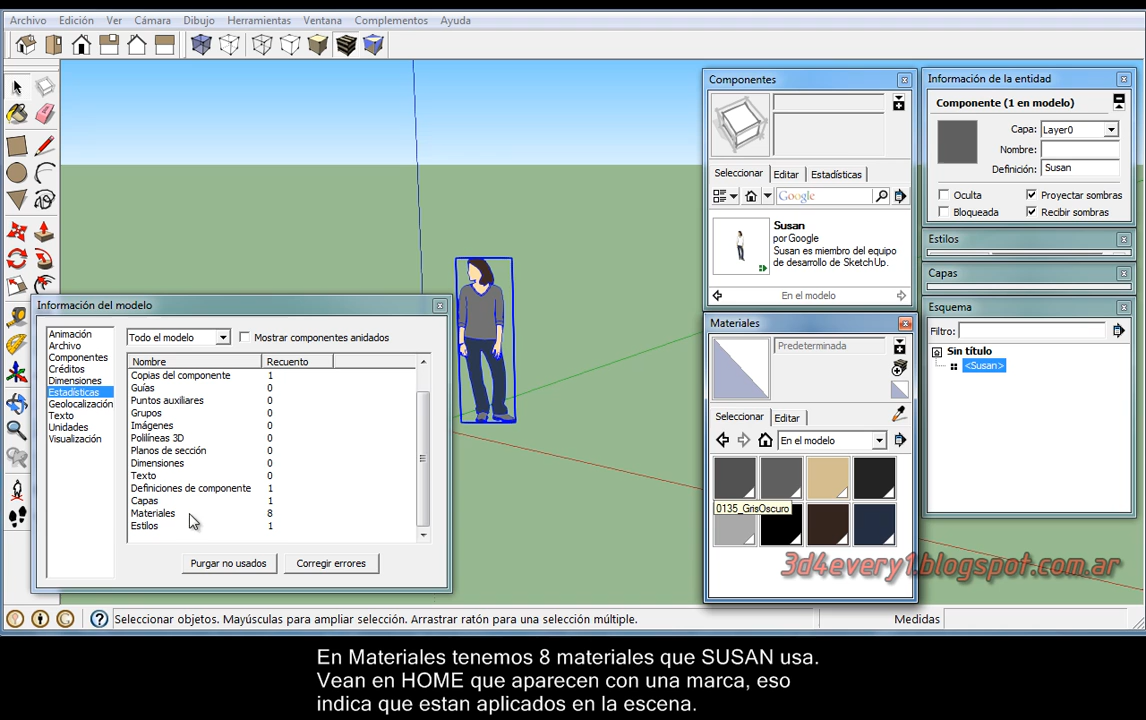 Archivo Edición Ver Cámara Dibujo Herramientas Ventana Complementos Ayuda
Componentes
Seleccionar Editar Estadísticas
Google
Susan
por Google
Susan es miembro del equipo
de desarrollo de SketchUp.
En el modelo
Información de la entidad
Componente (1 en modelo)
Capa: Layer0
Nombre:
Definición: Susan
Oculta Proyectar sombras
Bloqueada Recibir sombras
Estilos
Capas
Esquema
Filtro:
Sin título
<Susan>
Información del modelo
Animación
Archivo
Componentes
Créditos
Dimensiones
Estadísticas
Geolocalización
Texto
Unidades
Visualización
Todo el modelo Mostrar componentes anidados
Nombre Recuento
Copias del componente 1
Guías 0
Puntos auxiliares 0
Grupos 0
Imágenes 0
Polilíneas 3D 0
Planos de sección 0
Dimensiones 0
Texto 0
Definiciones de componente 1
Capas 1
Materiales 8
Estilos 1
Purgar no usados Corregir errores
Materiales
Predeterminada
Seleccionar Editar
En el modelo
0135_GrisOscuro
3d4every1.blogspot.com.ar
Seleccionar objetos. Mayúsculas para ampliar selección. Arrastrar ratón para una selección múltiple. Medidas
En Materiales tenemos 8 materiales que SUSAN usa.
Vean en HOME que aparecen con una marca, eso
indica que estan aplicados en la escena.